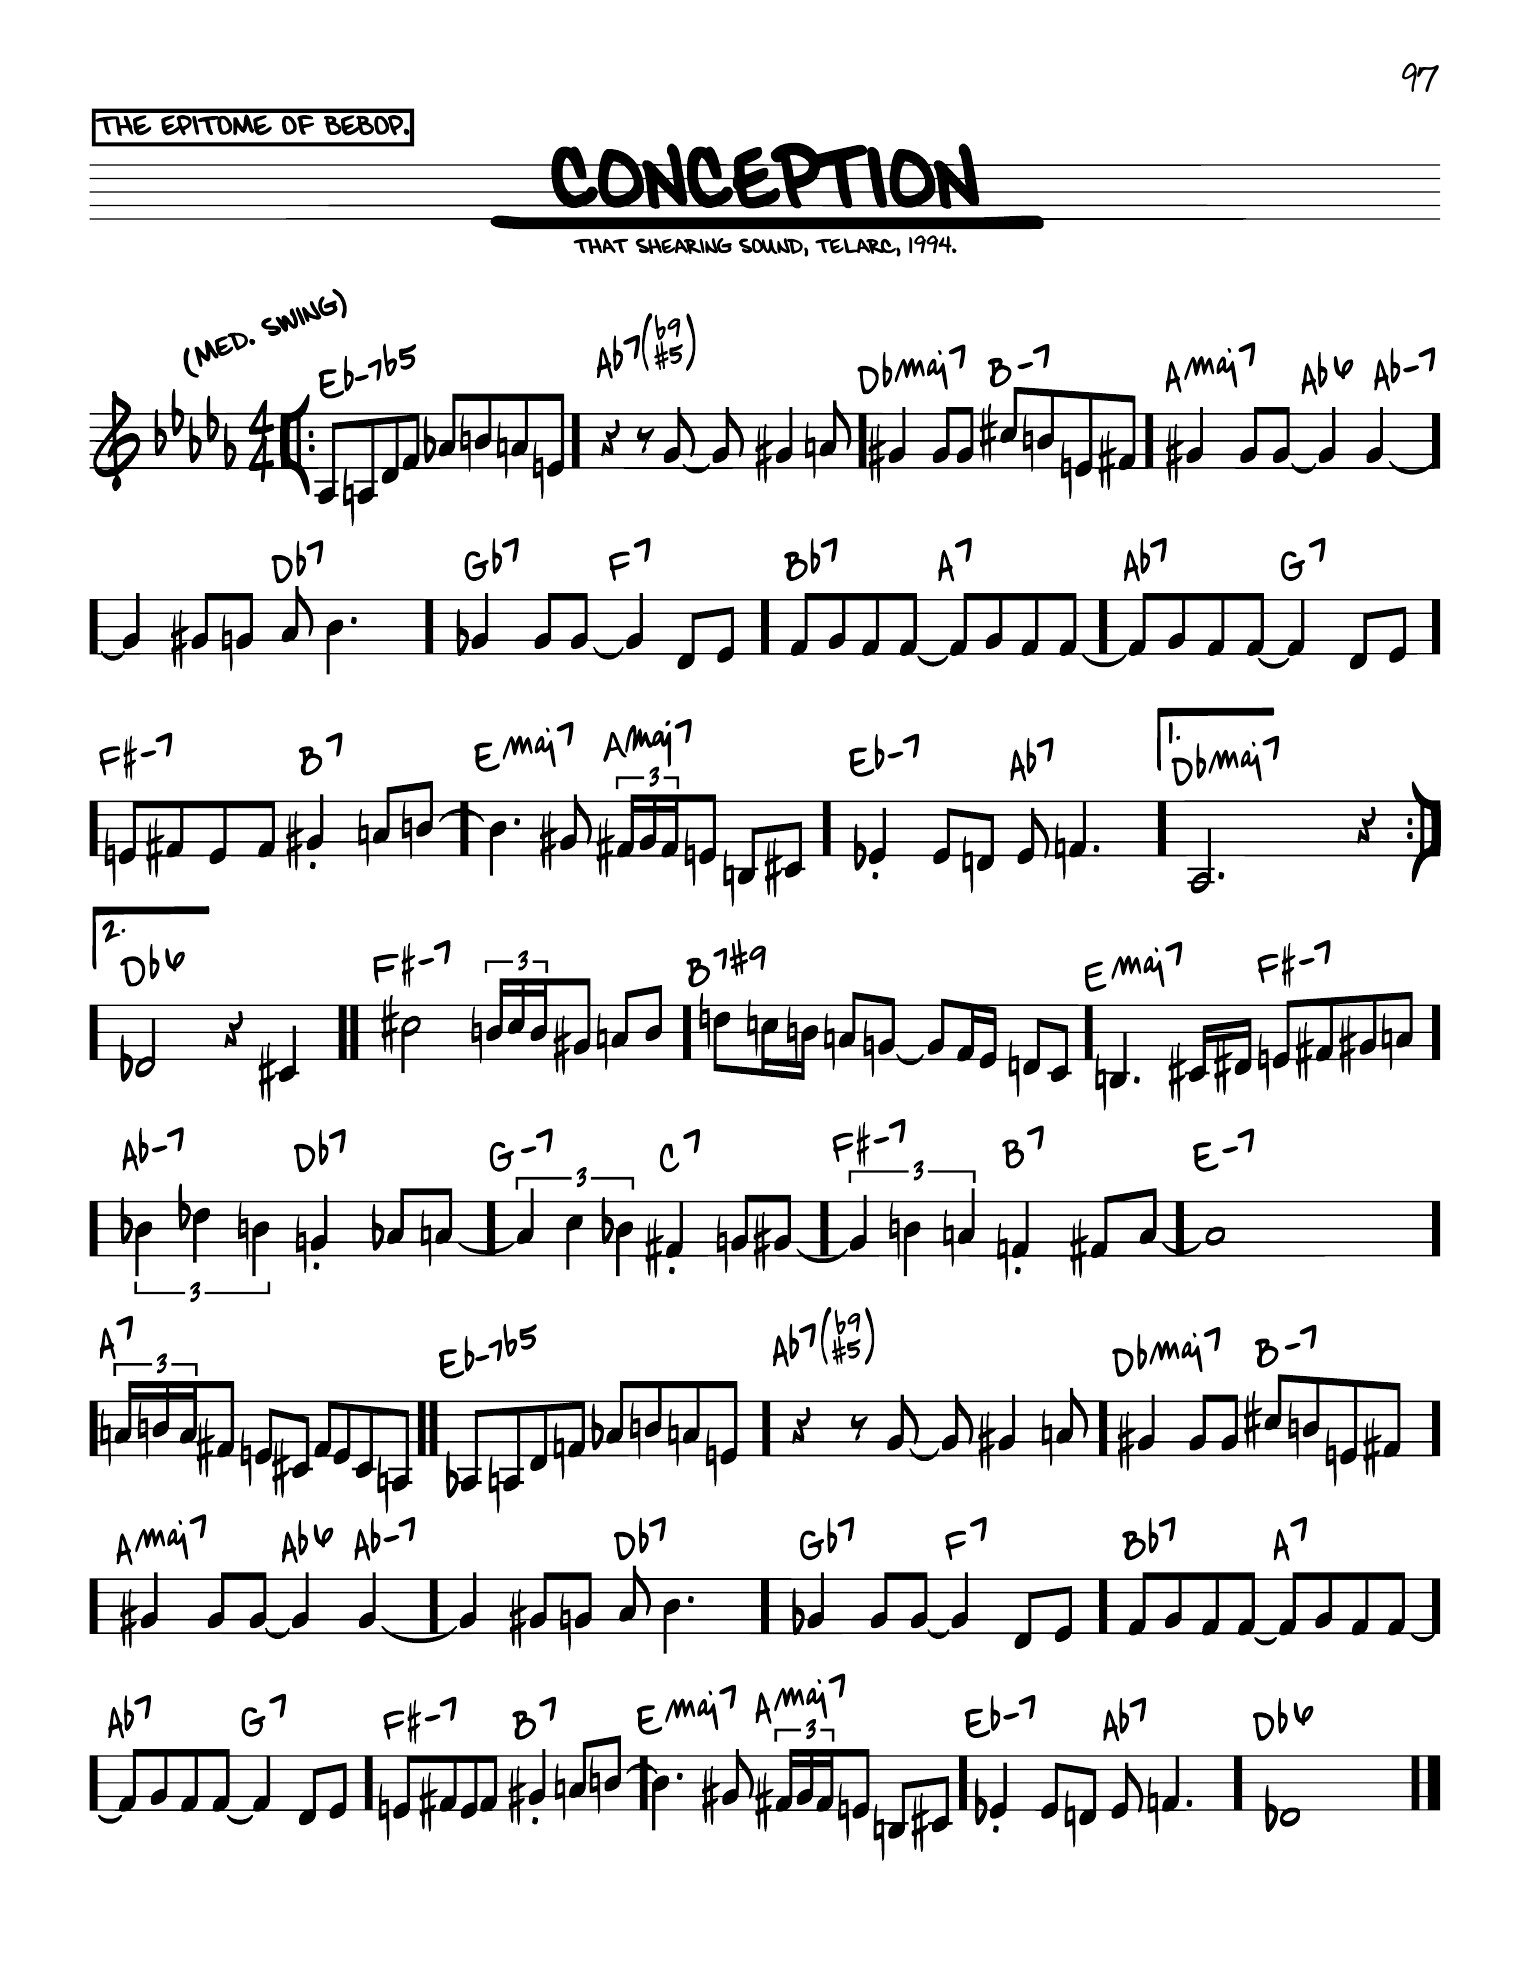 97
THE EPITOME OF BEBOP.
CONCEPTION
THAT SHEARING SOUND, TELARC, 1994.
(MED. SWING)
Eb-7b5 Ab7(b9 #5) Dbmaj7 B-7 Amaj7 Ab6 Ab-7
4
4
Db7 Gb7 F7 Bb7 A7 Ab7 G7
1.
F#-7 B7 Emaj7 Amaj7 Eb-7 Ab7 Dbmaj7
3
2.
Db6 F#-7 B7#9 Emaj7 F#-7
3
Ab-7 Db7 G-7 C7 F#-7 B7 E-7
3 3
3
A7 Eb-7b5 Ab7(b9 #5) Dbmaj7 B-7
3
Amaj7 Ab6 Ab-7 Db7 Gb7 F7 Bb7 A7
Ab7 G7 F#-7 B7 Emaj7 Amaj7 Eb-7 Ab7 Db6
3